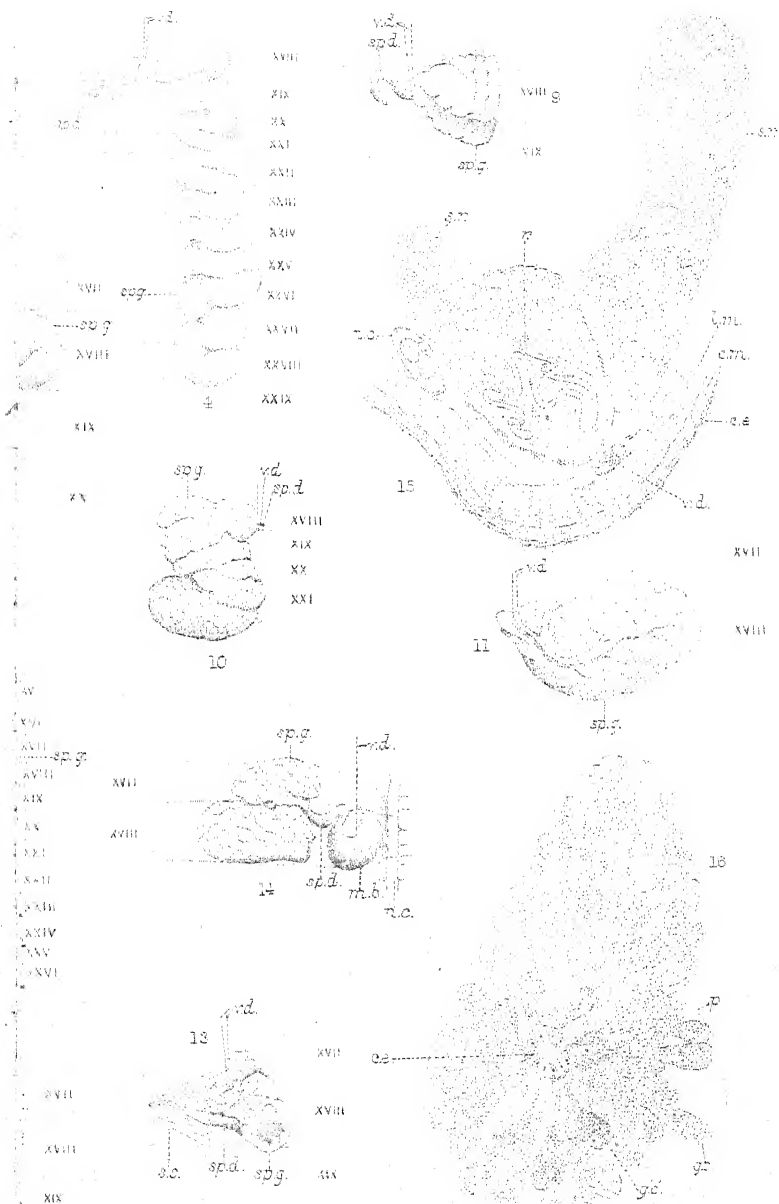 v.d.
XVIII
XIX
XX
XXI
XXII
XXIII
XXIV
XXV
XXVI
XXVII
XXVIII
XXIX
sp.g.
4
XVII
sp.g.
XVIII
XIX
XX
v.d.
sp.d.
XVIII
9
XIX
sp.g.
s.m.
s.m.
p.
l.m.
c.m.
c.e.
v.d.
15
sp.g.
v.d.
sp.d.
XVIII
XIX
XX
XXI
10
v.d.
XVII
XVIII
11
sp.g.
XV
XVI
XVII
sp.g.
XVIII
XIX
XX
XXI
XXII
XXIII
XXIV
XXV
XXVI
sp.g.
v.d.
XVII
XVIII
14
sp.d.
m.b.
n.c.
16
p.
c.e.
g.c.
g.c.
13
v.d.
XVII
XVIII
XIX
s.c.
sp.d.
sp.g.
XVII
XVIII
XIX